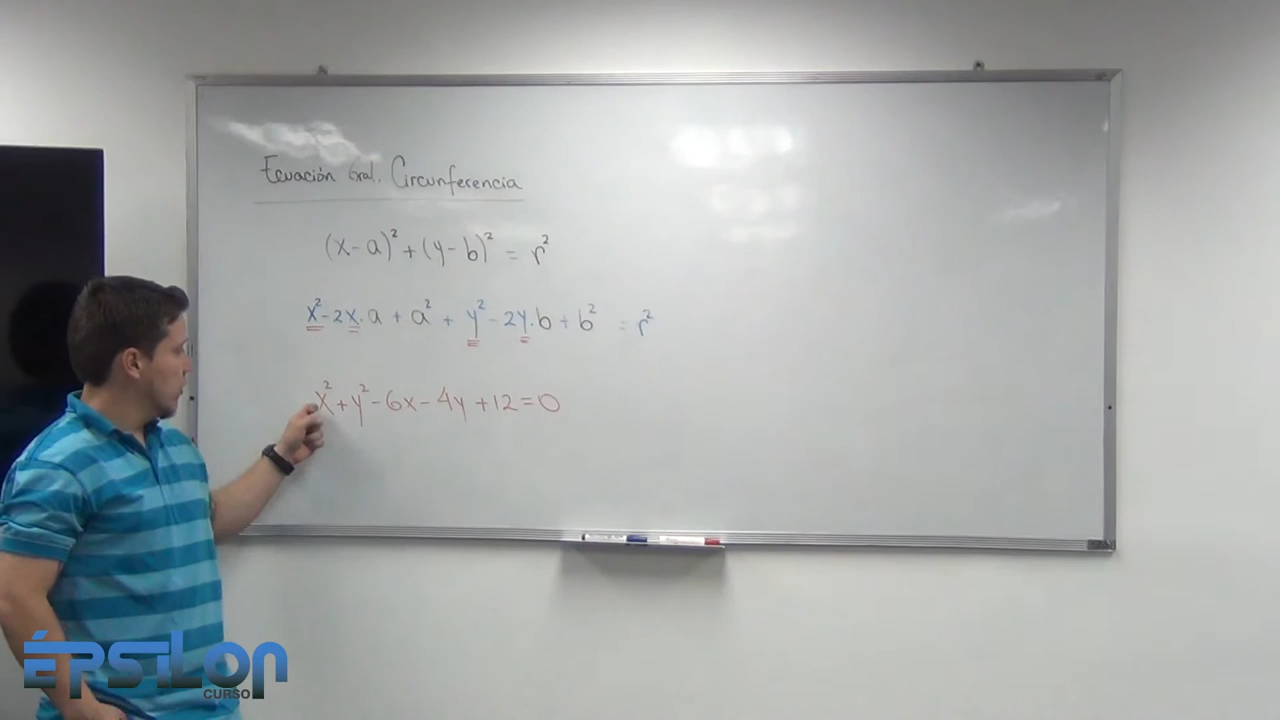 Ecuación Gral. Circunferencia
(x-a)² + (y-b)² = r²
x² - 2x.a + a² + y² - 2y.b + b² = r²
x² + y² - 6x - 4y + 12 = 0
ÉPSILON
CURSO